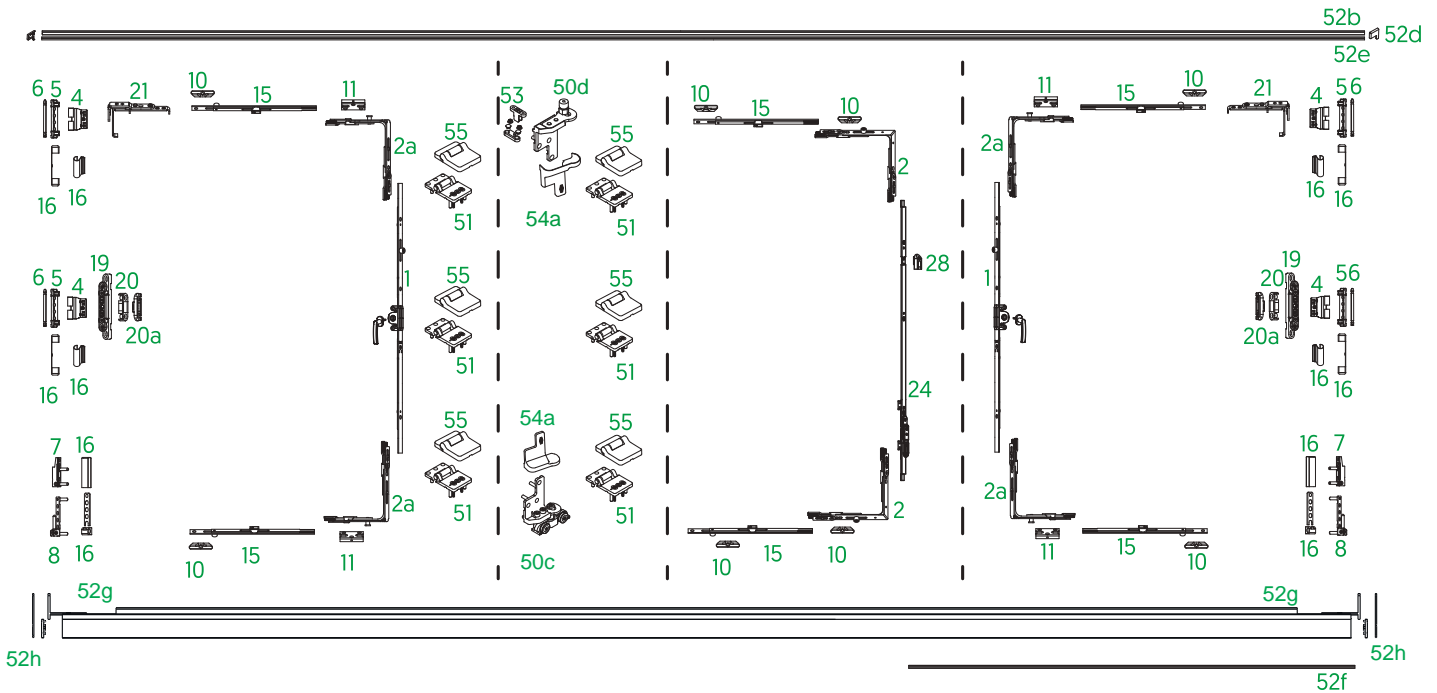 52b
52d
52e
6 5 4 21 10 15 11 53 50d 10 15 10 11 15 10 21 4 56
2a 55 55 2 2a
16 16 51 54a 51 16 16
6 5 4 19 20 20a 1 55 55 28 1 20 20a 19 4 56
16 16 51 51 24 16 16
7 16 55 54a 55 16 7
2a 51 51 2 2a
8 16 10 15 11 50c 10 15 10 11 15 10 16 8
52g 52g
52h 52h
52f